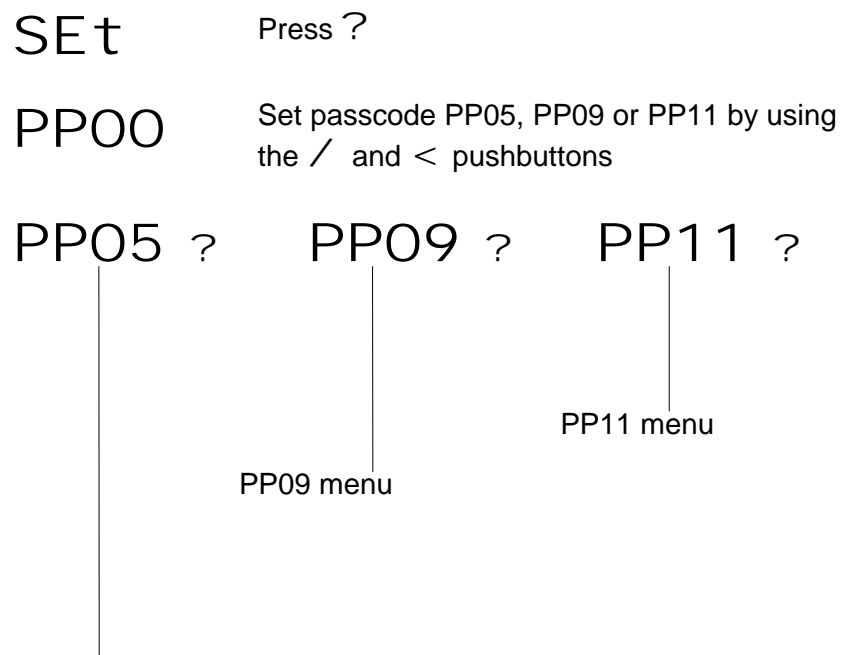 SEt Press ?
PP00 Set passcode PP05, PP09 or PP11 by using
the / and < pushbuttons
PP05 ? PP09 ? PP11 ?
PP11 menu
PP09 menu